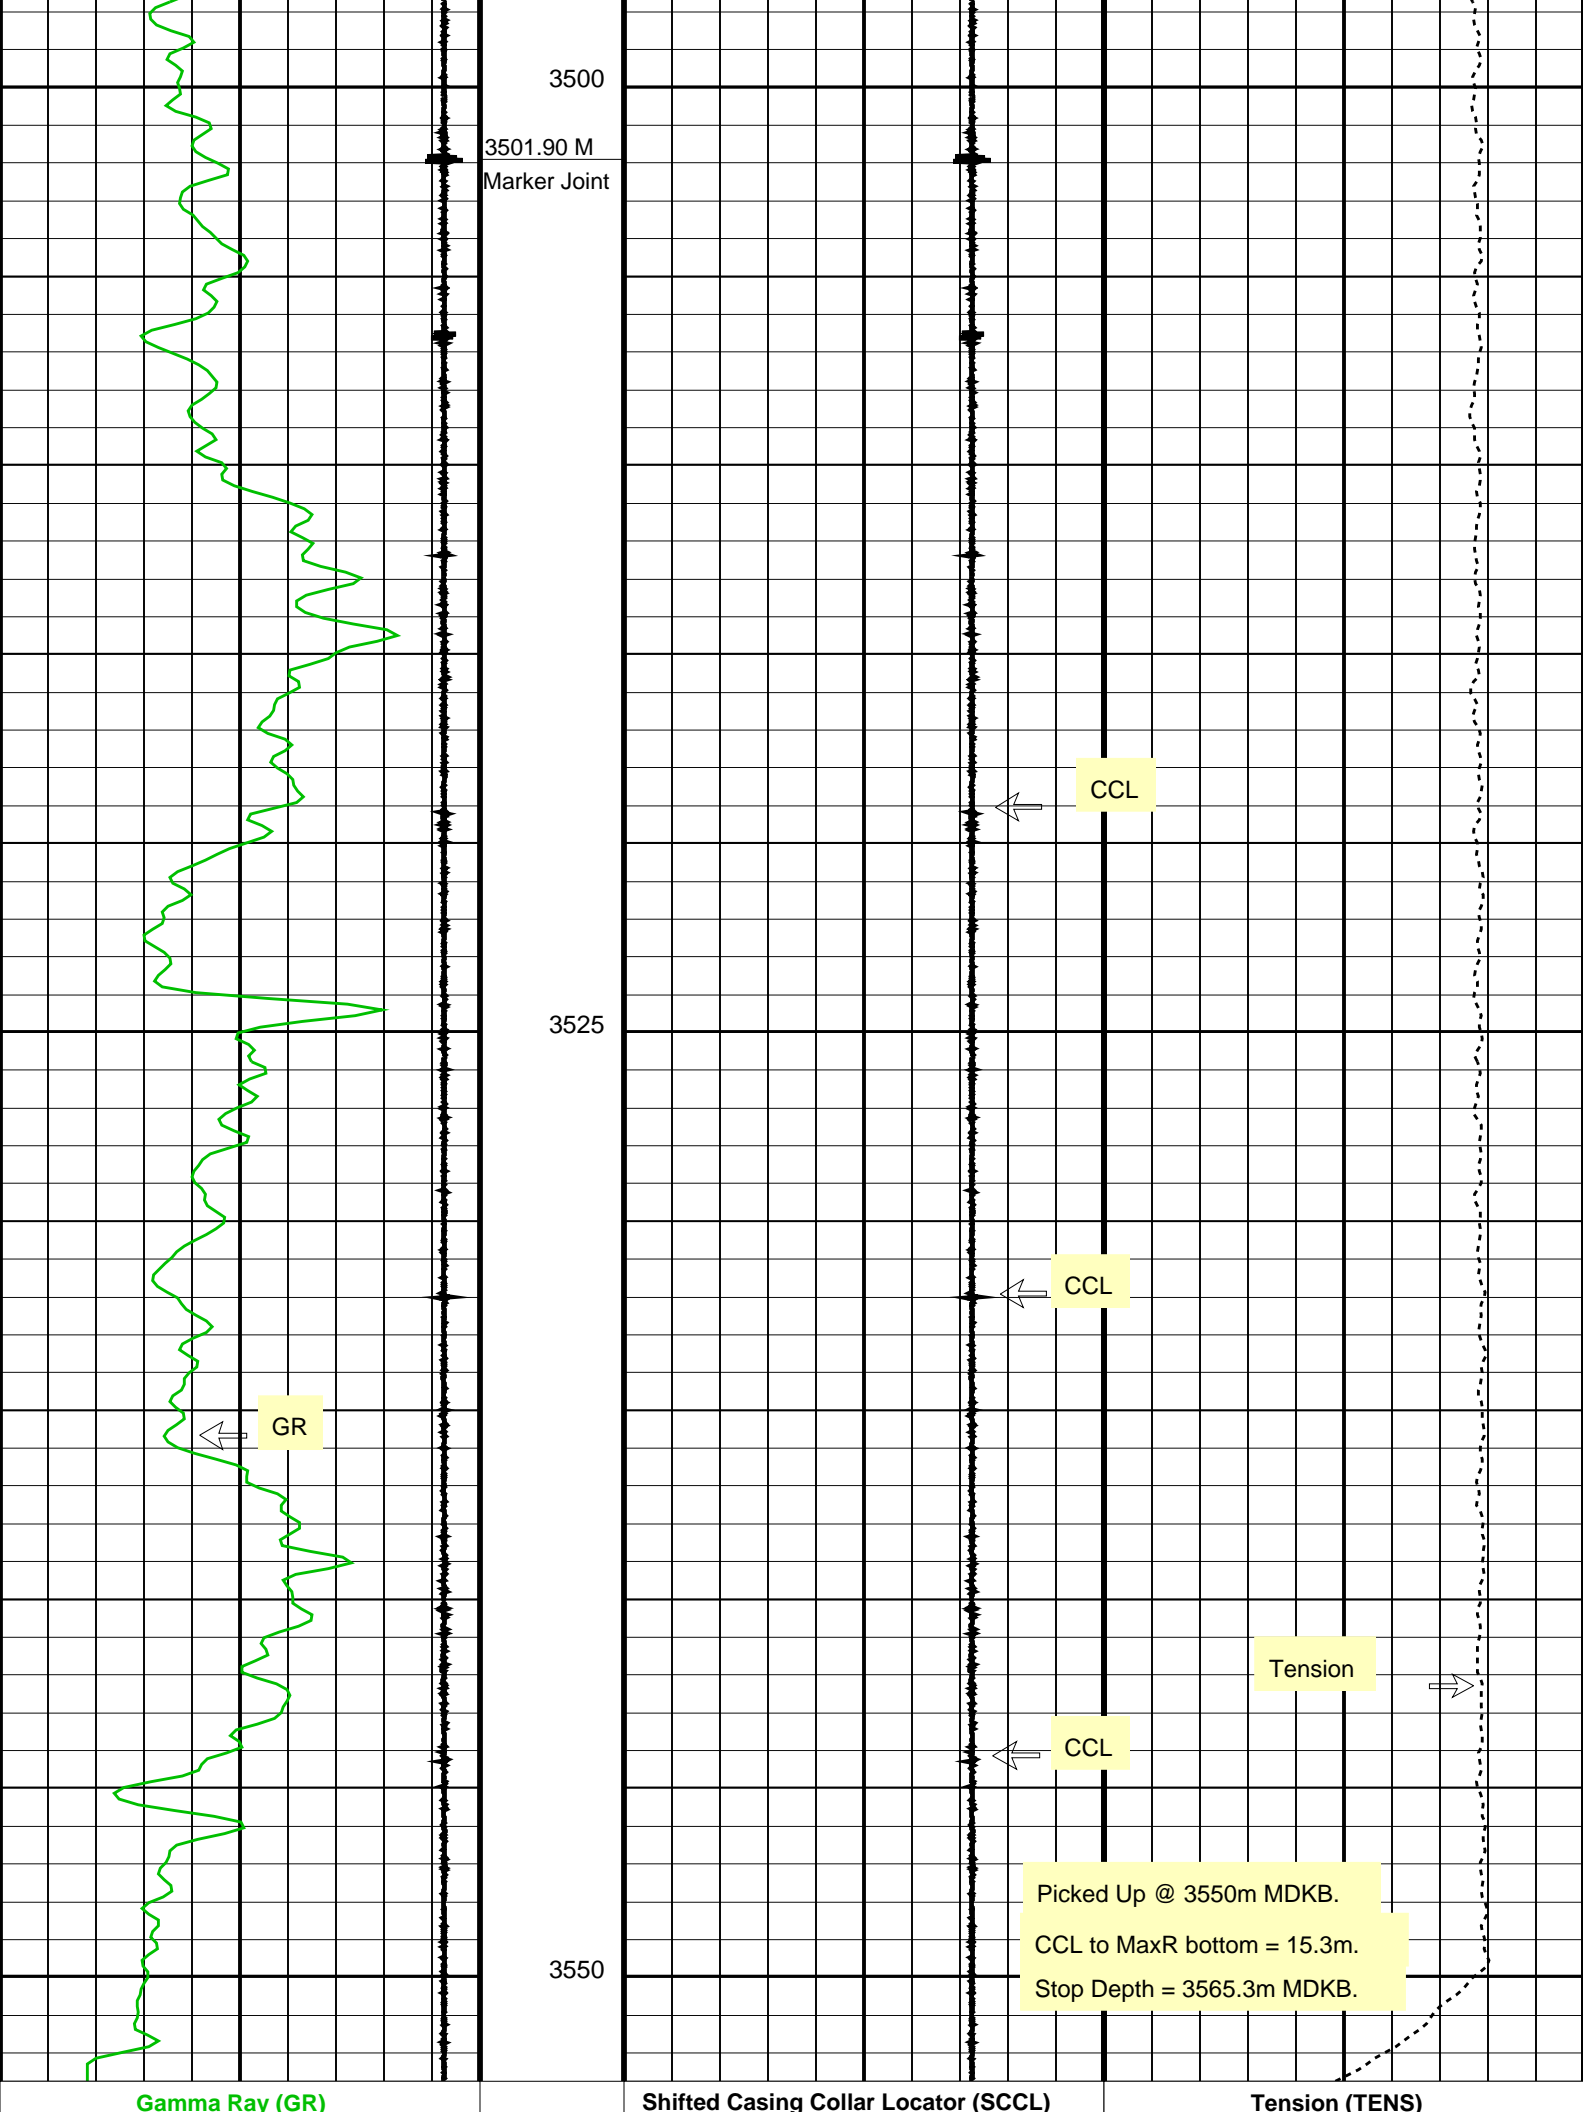 3500
3501.90 M
Marker Joint
CCL
3525
CCL
GR
Tension
CCL
Picked Up @ 3550m MDKB.
CCL to MaxR bottom = 15.3m.
3550
Stop Depth = 3565.3m MDKB.
Gamma Ray (GR)
Shifted Casing Collar Locator (SCCL)
Tension (TENS)